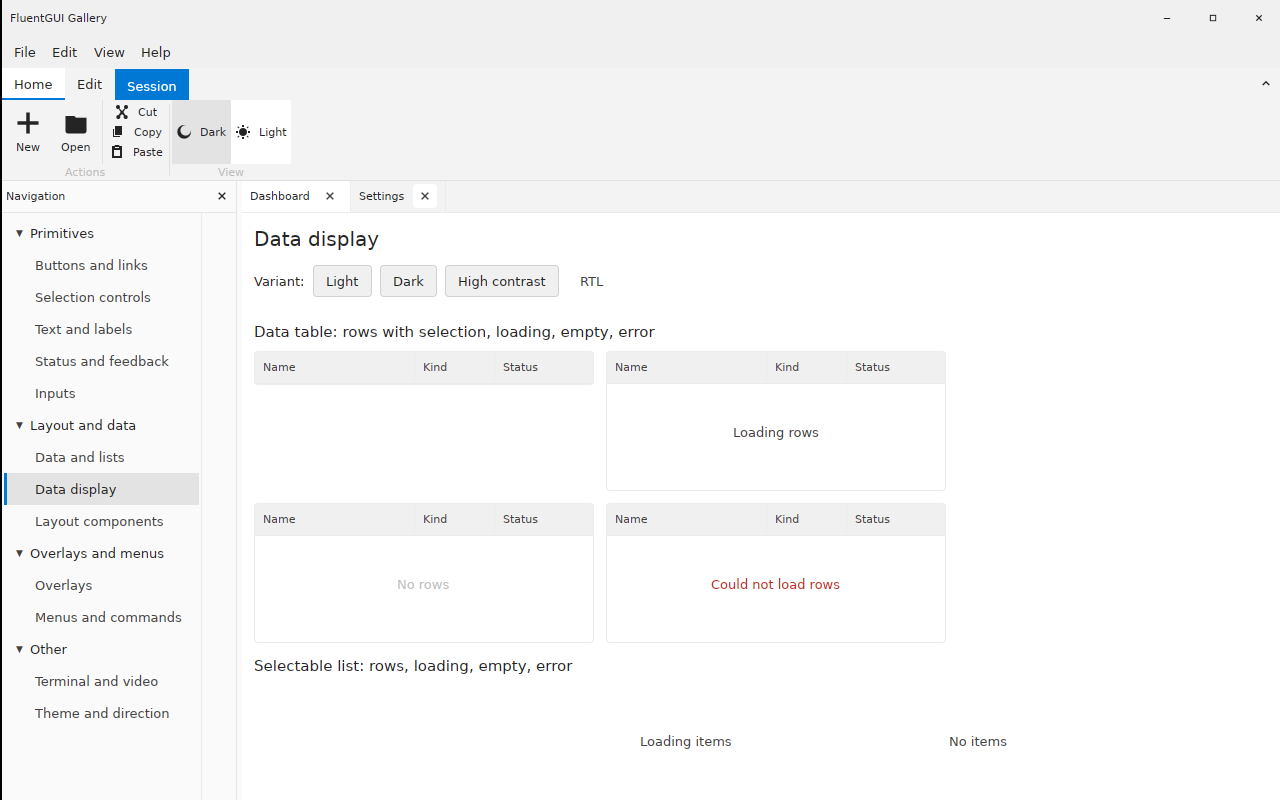 FluentGUI Gallery
File Edit View Help
Home Edit Session
New Open Cut Copy Paste Dark Light
Actions View
Navigation
Dashboard Settings
Primitives
Buttons and links
Selection controls
Text and labels
Status and feedback
Inputs
Layout and data
Data and lists
Data display
Layout components
Overlays and menus
Overlays
Menus and commands
Other
Terminal and video
Theme and direction
Data display
Variant: Light Dark High contrast RTL
Data table: rows with selection, loading, empty, error
Name Kind Status
Name Kind Status
Loading rows
Name Kind Status
No rows
Name Kind Status
Could not load rows
Selectable list: rows, loading, empty, error
Loading items No items